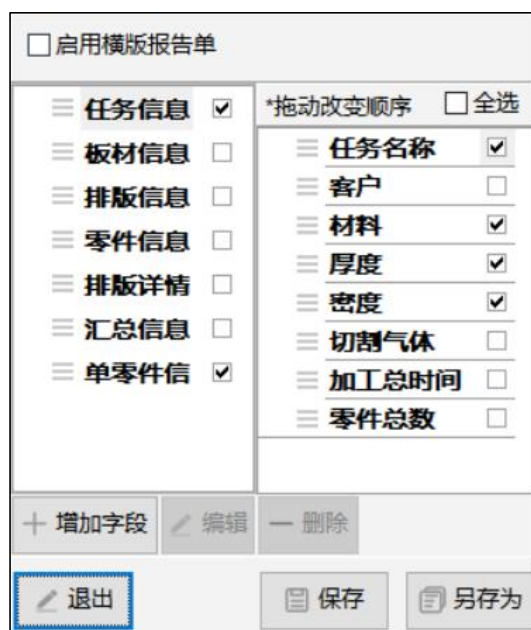 启用横版报告单
任务信息
板材信息
排版信息
零件信息
排版详情
汇总信息
单零件信
*拖动改变顺序 全选
任务名称
客户
材料
厚度
密度
切割气体
加工总时间
零件总数
增加字段 编辑 删除
退出 保存 另存为